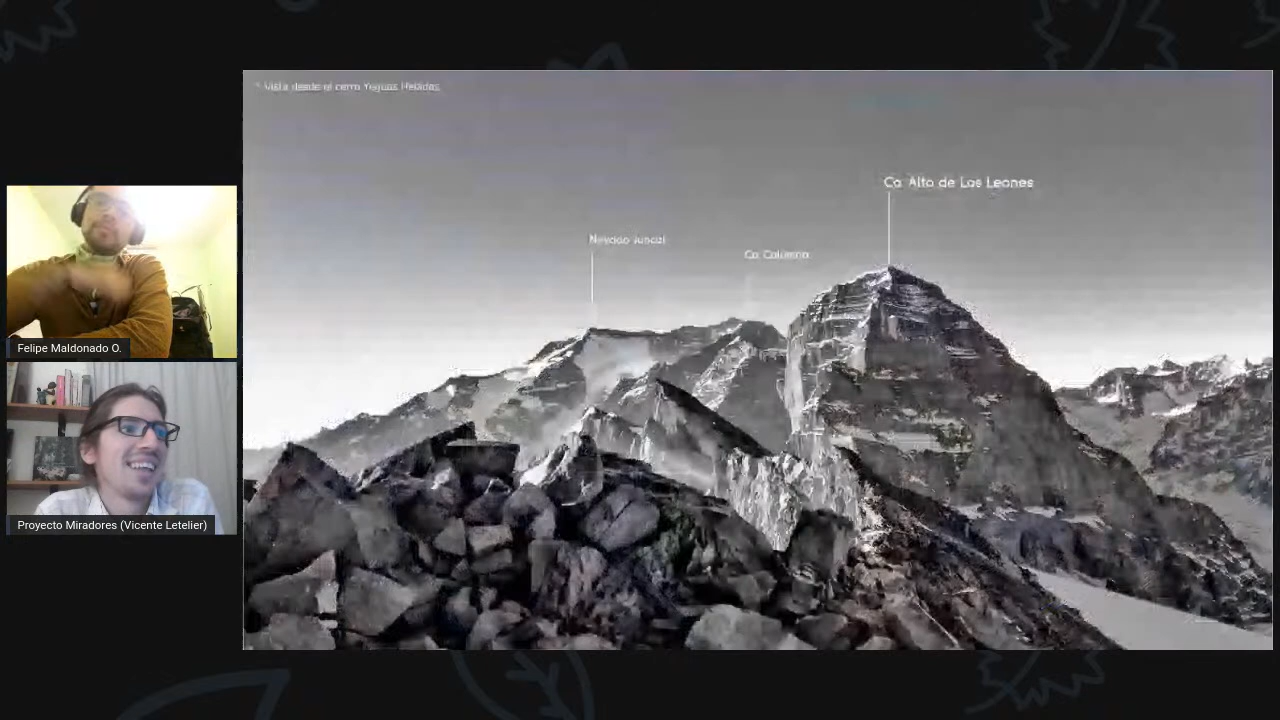 * Vista desde el cerro Yeguas Heladas
Co. Alto de Los Leones
Nevado Juncal
Co. Calderon
Felipe Maldonado O.
Proyecto Miradores (Vicente Letelier)